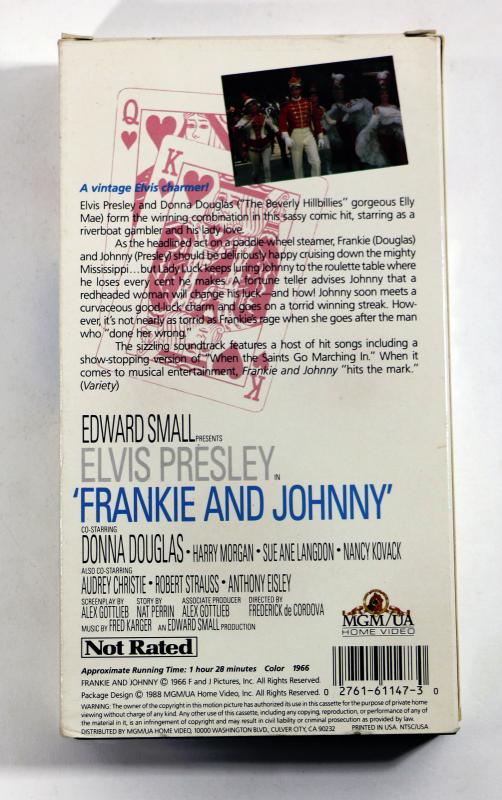 Q
K
A vintage Elvis charmer!
Elvis Presley and Donna Douglas ("The Beverly Hillbillies" gorgeous Elly
Mae) form the winning combination in this sassy comic hit, starring as a
riverboat gambler and his lady love.
As the headlined act on a paddle wheel steamer, Frankie (Douglas)
and Johnny (Presley) should be deliriously happy cruising down the mighty
Mississippi...but Lady Luck keeps luring Johnny to the roulette table where
he loses every cent he makes. A fortune teller advises Johnny that a
redheaded woman will change his luck—and how! Johnny soon meets a
curvaceous good luck charm and goes on a torrid winning streak. How-
ever, it's not nearly as torrid as Frankie's rage when she goes after the man
who "done her wrong."
The sizzling soundtrack features a host of hit songs including a
show-stopping version of "When the Saints Go Marching In." When it
comes to musical entertainment, Frankie and Johnny "hits the mark."
(Variety)
K
EDWARD SMALL PRESENTS
ELVIS PRESLEY IN
'FRANKIE AND JOHNNY'
CO-STARRING
DONNA DOUGLAS • HARRY MORGAN • SUE ANE LANGDON • NANCY KOVACK
ALSO CO-STARRING
AUDREY CHRISTIE • ROBERT STRAUSS • ANTHONY EISLEY
SCREENPLAY BY STORY BY ASSOCIATE PRODUCER DIRECTED BY
ALEX GOTTLIEB NAT PERRIN ALEX GOTTLIEB FREDERICK de CORDOVA
MUSIC BY FRED KARGER AN EDWARD SMALL PRODUCTION
MGM/UA
HOME VIDEO
Not Rated
Approximate Running Time: 1 hour 28 minutes Color 1966
FRANKIE AND JOHNNY © 1966 F and J Pictures, Inc. All Rights Reserved.
Package Design © 1988 MGM/UA Home Video, Inc. All Rights Reserved.
0 27616-61147-3 0
WARNING: The owner of the copyright in this motion picture has authorized its use in this cassette for the purpose of private home
viewing without charge of any kind. Any other use of this cassette, including any copying, reproduction, or performance of any of
the material in it, is an infringement of copyright and may result in civil liability or criminal prosecution as provided by law.
DISTRIBUTED BY MGM/UA HOME VIDEO, 10000 WASHINGTON BLVD., CULVER CITY, CA 90232 PRINTED IN USA. NTSC/USA